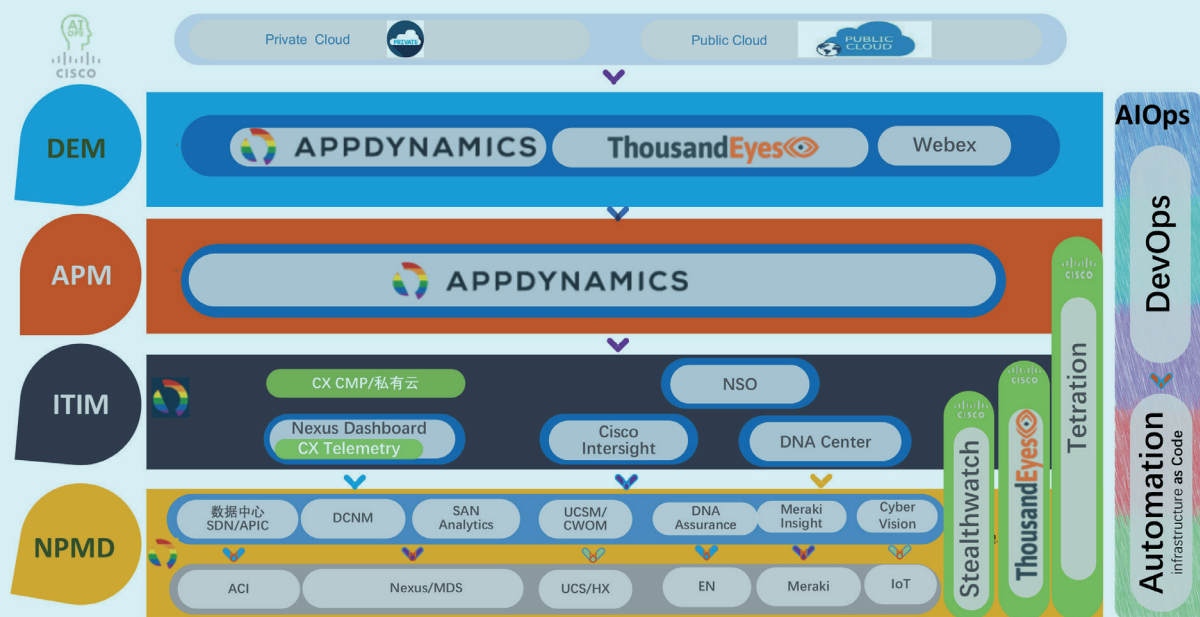 AI
OPS
CISCO
Private Cloud
PRIVATE
Public Cloud
PUBLIC
CLOUD
DEM
APPDYNAMICS
ThousandEyes
Webex
APM
APPDYNAMICS
ITIM
CX CMP/私有云
NSO
Nexus Dashboard
CX Telemetry
Cisco
Intersight
DNA Center
NPMD
数据中心
SDN/APIC
DCNM
SAN
Analytics
UCSM/
CWOM
DNA
Assurance
Meraki
Insight
Cyber
Vision
ACI
Nexus/MDS
UCS/HX
EN
Meraki
IoT
CISCO
Stealthwatch
CISCO
ThousandEyes
CISCO
Tetration
AIOps
DevOps
Automation
infrastructure as Code